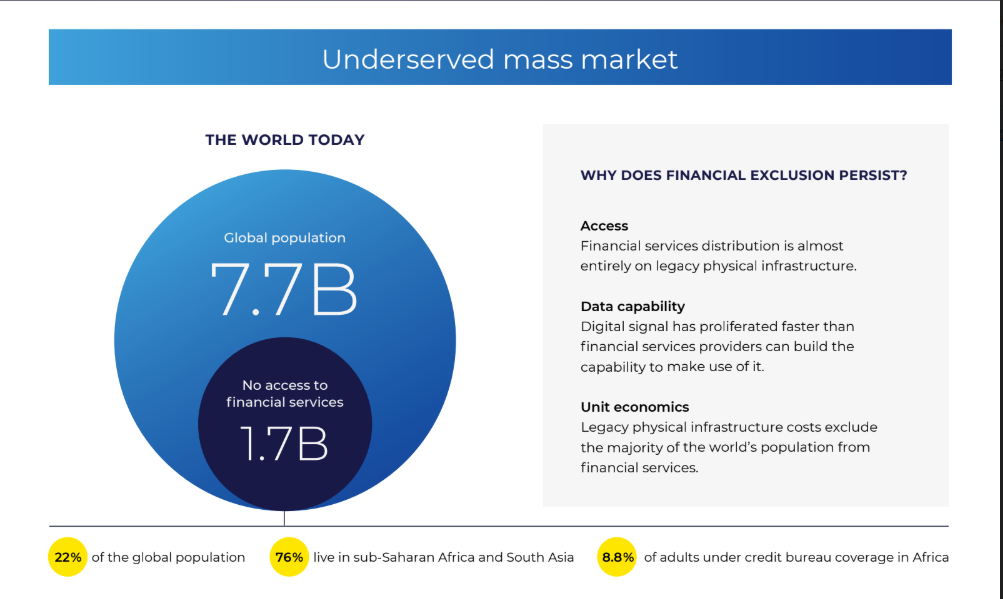 Underserved mass market
THE WORLD TODAY
Global population
7.7B
No access to
financial services
1.7B
WHY DOES FINANCIAL EXCLUSION PERSIST?
Access
Financial services distribution is almost
entirely on legacy physical infrastructure.
Data capability
Digital signal has proliferated faster than
financial services providers can build the
capability to make use of it.
Unit economics
Legacy physical infrastructure costs exclude
the majority of the world's population from
financial services.
22% of the global population
76% live in sub-Saharan Africa and South Asia
8.8% of adults under credit bureau coverage in Africa